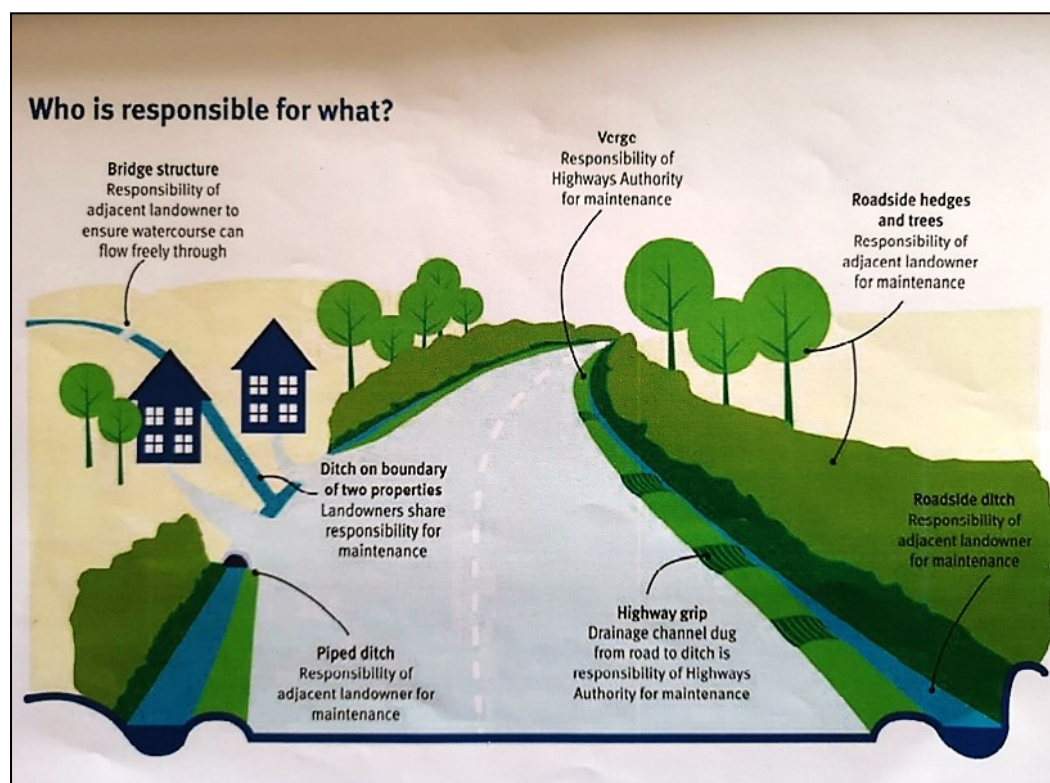 Who is responsible for what?
Bridge structure
Responsibility of
adjacent landowner to
ensure watercourse can
flow freely through
Verge
Responsibility of
Highways Authority
for maintenance
Roadside hedges
and trees
Responsibility of
adjacent landowner
for maintenance
Ditch on boundary
of two properties
Landowners share
responsibility for
maintenance
Roadside ditch
Responsibility of
adjacent landowner
for maintenance
Highway grip
Drainage channel dug
from road to ditch is
responsibility of Highways
Authority for maintenance
Piped ditch
Responsibility of
adjacent landowner for
maintenance